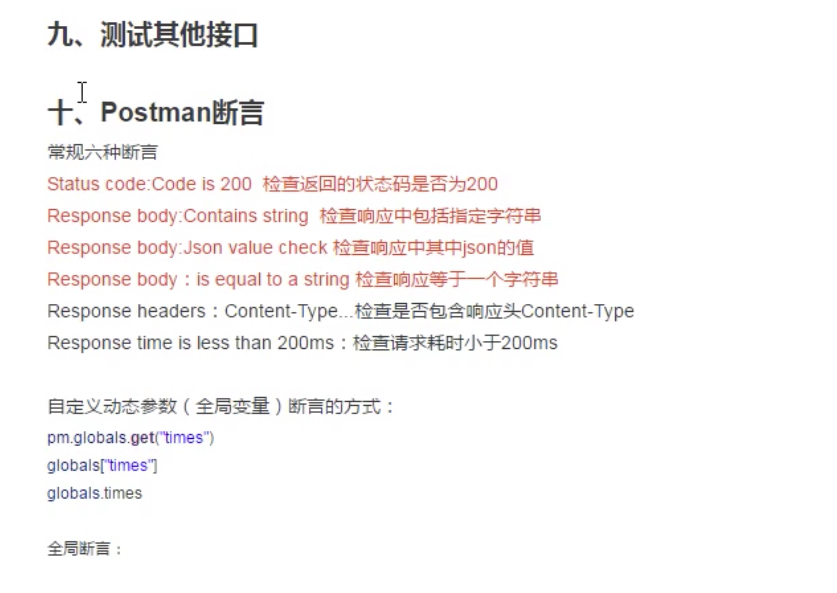 九、测试其他接口
十、Postman断言
常规六种断言
Status code:Code is 200 检查返回的状态码是否为200
Response body:Contains string 检查响应中包括指定字符串
Response body:Json value check 检查响应中其中json的值
Response body：is equal to a string 检查响应等于一个字符串
Response headers：Content-Type...检查是否包含响应头Content-Type
Response time is less than 200ms：检查请求耗时小于200ms
自定义动态参数（全局变量）断言的方式：
pm.globals.get("times")
globals["times"]
globals.times
全局断言：